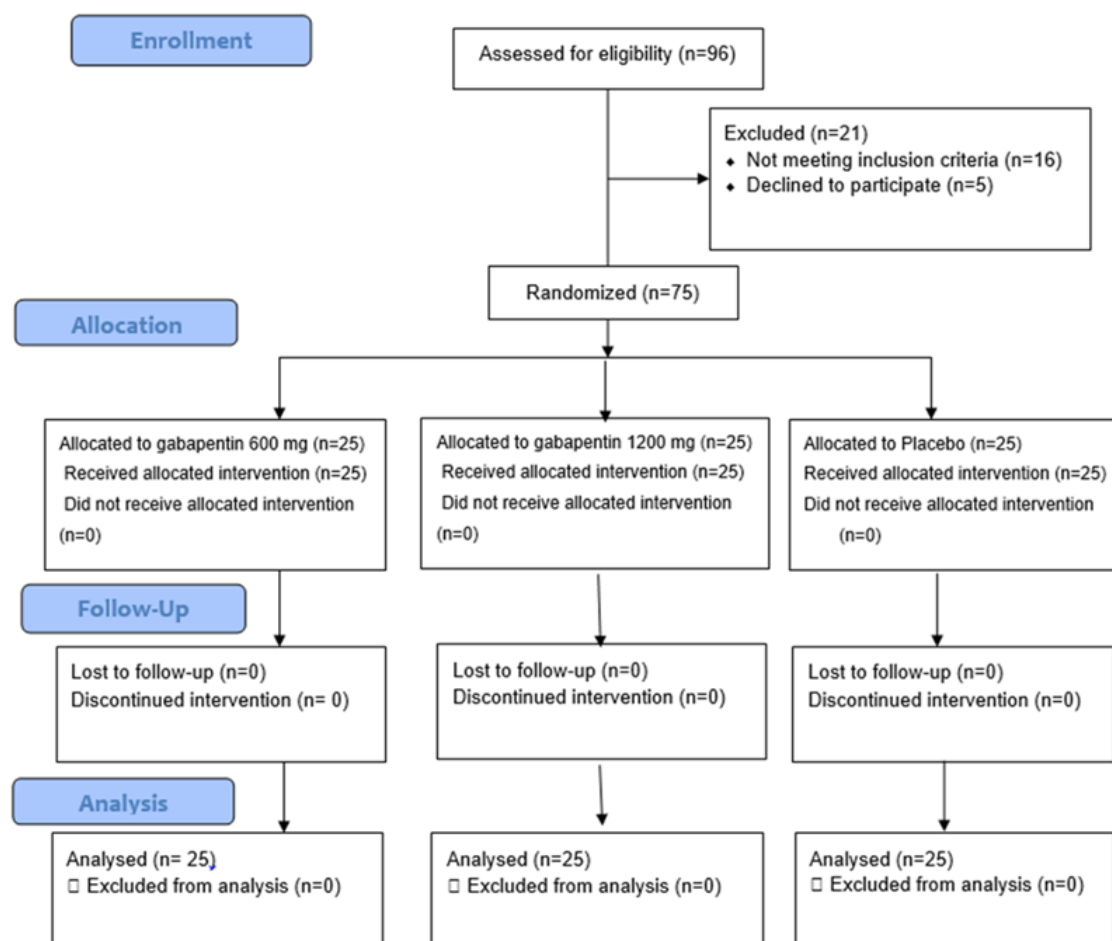 Enrollment
Assessed for eligibility (n=96)
Excluded (n=21)
⬥ Not meeting inclusion criteria (n=16)
⬥ Declined to participate (n=5)
Randomized (n=75)
Allocation
Allocated to gabapentin 600 mg (n=25)
Received allocated intervention (n=25)
Did not receive allocated intervention
(n=0)
Allocated to gabapentin 1200 mg (n=25)
Received allocated intervention (n=25)
Did not receive allocated intervention
(n=0)
Allocated to Placebo (n=25)
Received allocated intervention (n=25)
Did not receive allocated intervention
(n=0)
Follow-Up
Lost to follow-up (n=0)
Discontinued intervention (n= 0)
Lost to follow-up (n=0)
Discontinued intervention (n=0)
Lost to follow-up (n=0)
Discontinued intervention (n=0)
Analysis
Analysed (n= 25)
□ Excluded from analysis (n=0)
Analysed (n=25)
□ Excluded from analysis (n=0)
Analysed (n=25)
□ Excluded from analysis (n=0)